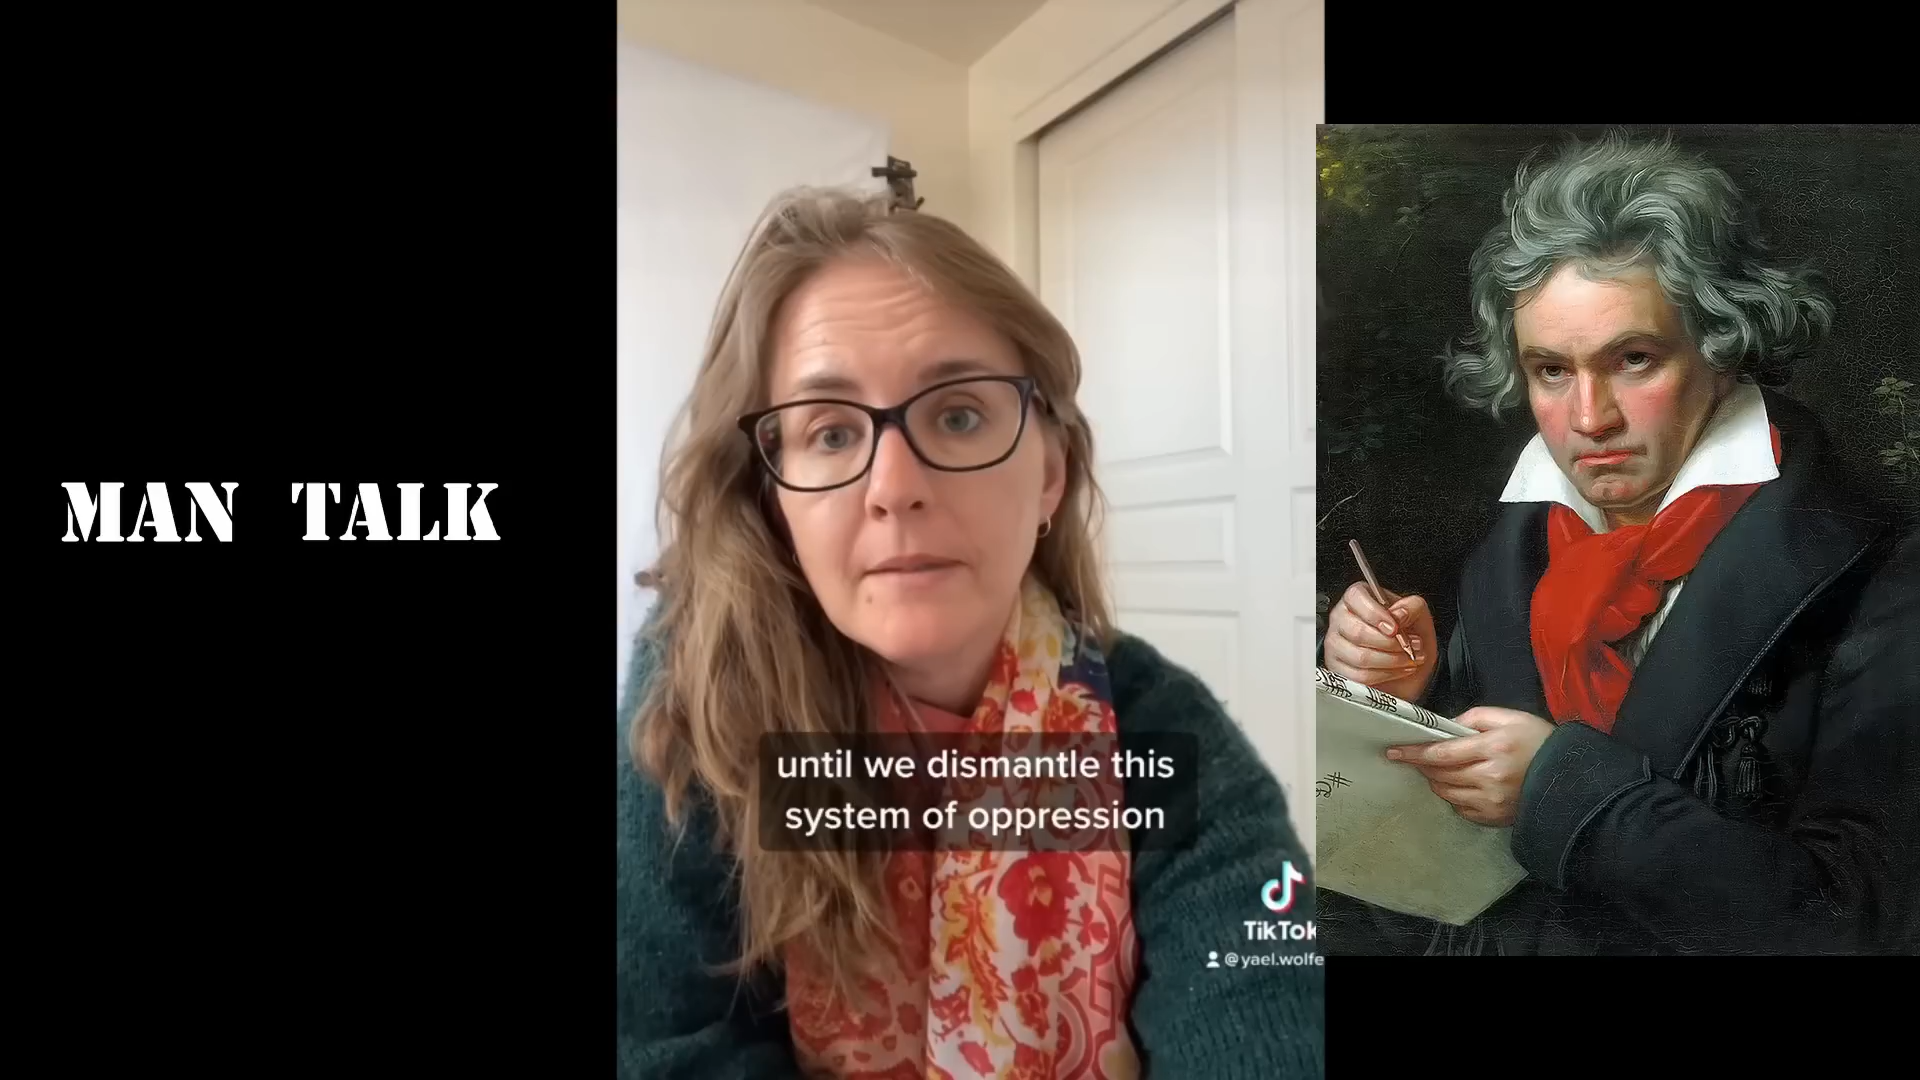 MAN TALK
until we dismantle this
system of oppression
TikTok
@yael.wolfe